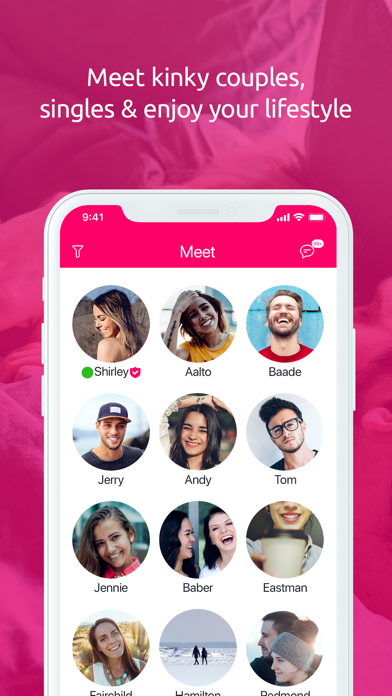 Meet kinky couples,
singles & enjoy your lifestyle
9:41
Meet
99+
Shirley
Aalto
Baade
Jerry
Andy
Tom
Jennie
Baber
Eastman
Fairchild
Hamilton
Redmond